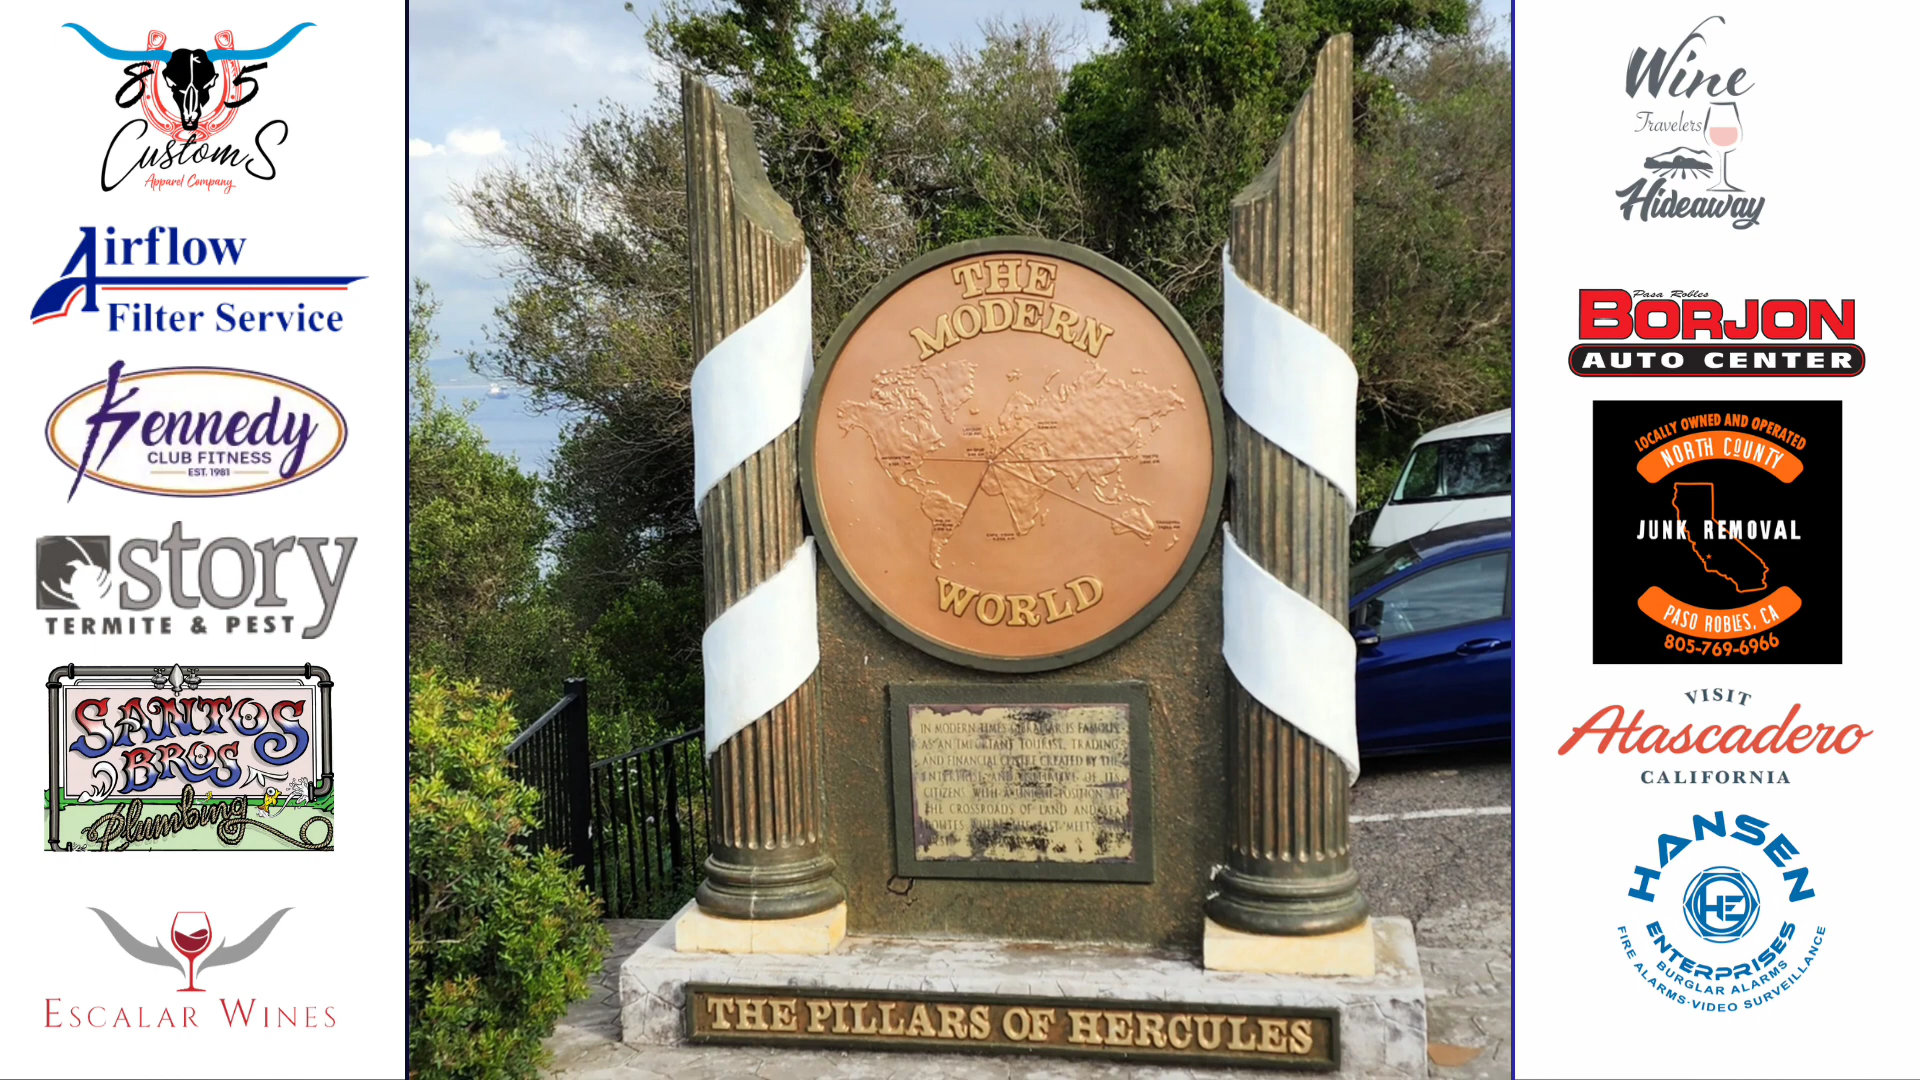 805
Customs
Apparel Company
Airflow
Filter Service
Kennedy
CLUB FITNESS
EST. 1981
story
TERMITE & PEST
SANTOS
BROS
Plumbing
ESCALAR WINES
THE
MODERN
WORLD
IN MODERN TIMES GIBRALTAR IS FAMOUS
AS AN IMPORTANT TOURIST, TRADING
AND FINANCIAL CENTRE CREATED BY THE
ENTERPRISE AND INITIATIVE OF ITS
CITIZENS WITH A UNIQUE POSITION AT
THE CROSSROADS OF LAND AND SEA
ROUTES WHERE EAST MEETS
THE PILLARS OF HERCULES
Wine
Travelers
Hideaway
Paso Robles
BORJON
AUTO CENTER
LOCALLY OWNED AND OPERATED
NORTH COUNTY
JUNK REMOVAL
PASO ROBLES, CA
805-769-6966
VISIT
Atascadero
CALIFORNIA
HANSEN
HE
ENTERPRISES
BURGLAR ALARMS
FIRE ALARMS-VIDEO SURVEILLANCE